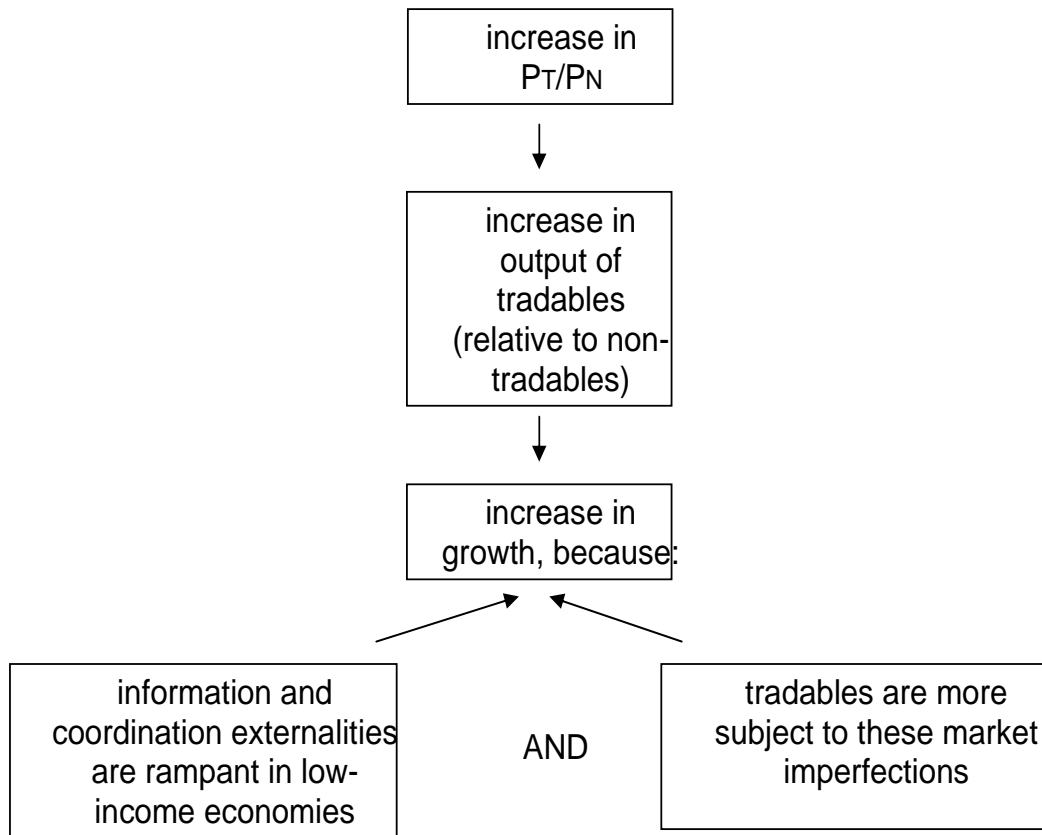 increase in
PT/PN
increase in
output of
tradables
(relative to non-
tradables)
increase in
growth, because:
information and
coordination externalities
are rampant in low-
income economies
AND
tradables are more
subject to these market
imperfections